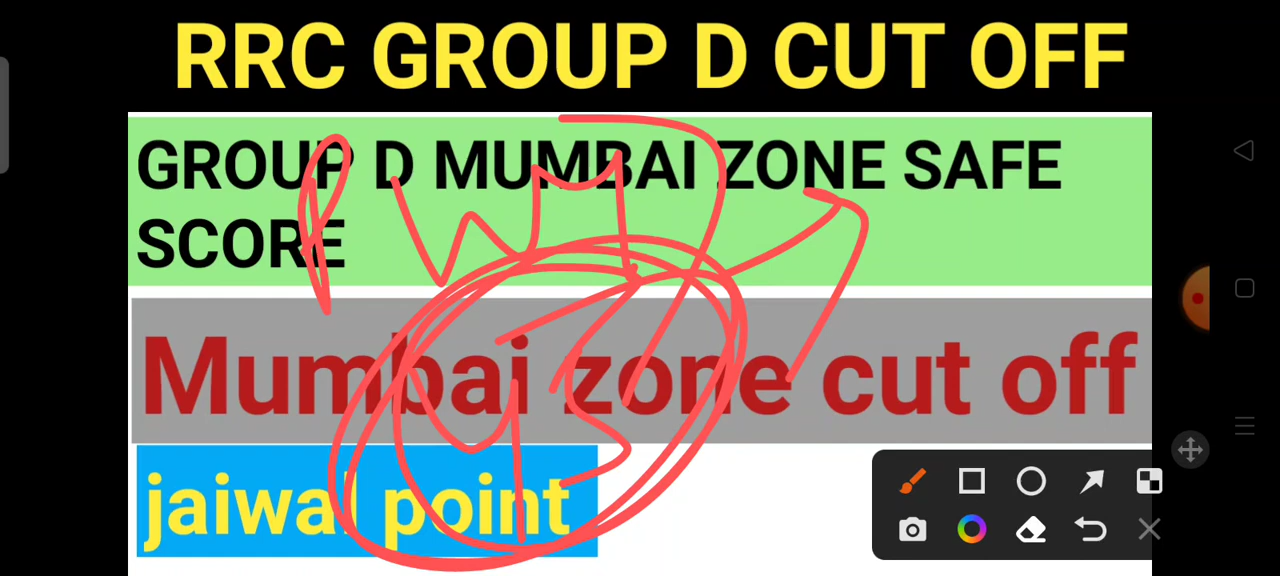 RRC GROUP D CUT OFF
GROUP D MUMBAI ZONE SAFE
SCORE
Mumbai zone cut off
jaiwal point